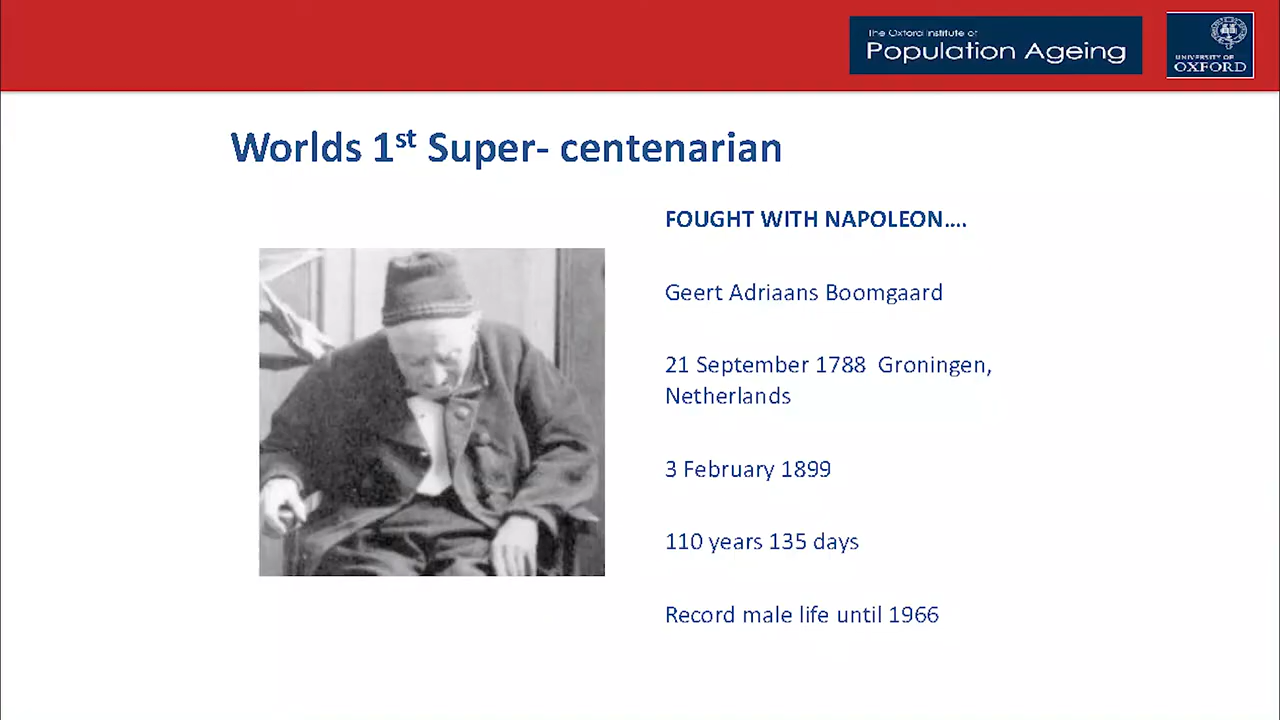 The Oxford Institute of
Population Ageing
UNIVERSITY OF
OXFORD
Worlds 1st Super- centenarian
FOUGHT WITH NAPOLEON....
Geert Adriaans Boomgaard
21 September 1788  Groningen,
Netherlands
3 February 1899
110 years 135 days
Record male life until 1966